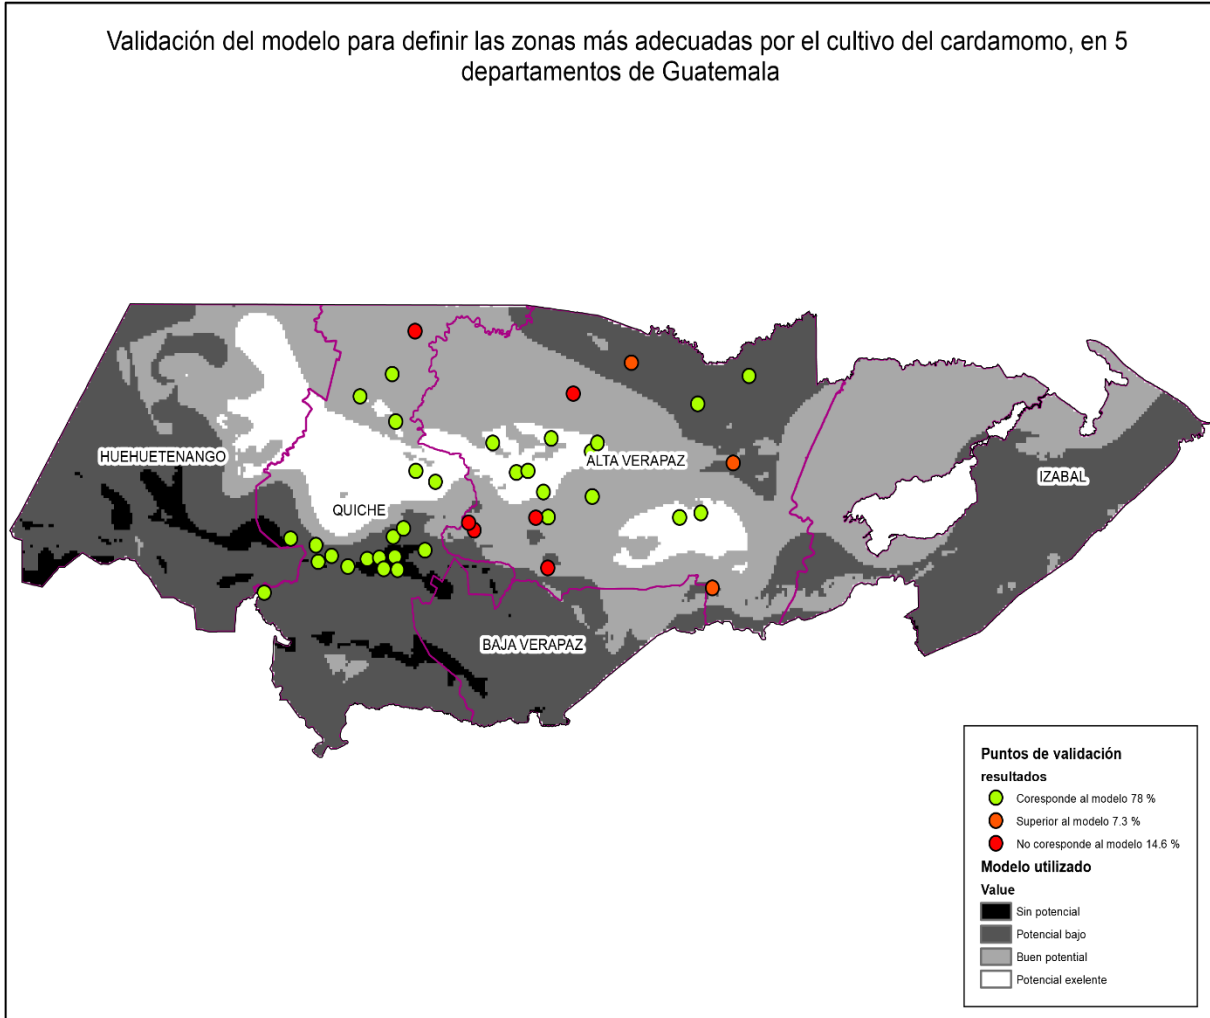 Validación del modelo para definir las zonas más adecuadas por el cultivo del cardamomo, en 5
departamentos de Guatemala
HUEHUETENANGO
ALTA VERAPAZ
IZABAL
QUICHE
BAJA VERAPAZ
Puntos de validación
resultados
Coresponde al modelo 78 %
Superior al modelo 7.3 %
No coresponde al modelo 14.6 %
Modelo utilizado
Value
Sin potencial
Potencial bajo
Buen potential
Potencial exelente